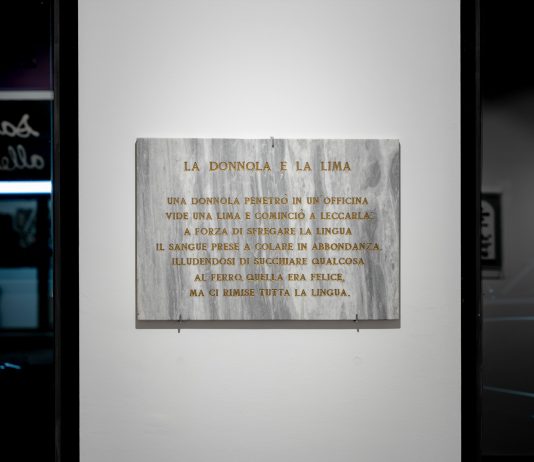 LA DONNOLA E LA LIMA
UNA DONNOLA PENETRÒ IN UN OFFICINA
VIDE UNA LIMA E COMINCIÒ A LECCARLA.
A FORZA DI SFREGARE LA LINGUA
IL SANGUE PRESE A COLARE IN ABBONDANZA.
ILLUDENDOSI DI SUCCHIARE QUALCOSA
AL FERRO, QUELLA ERA FELICE,
MA CI RIMISE TUTTA LA LINGUA.